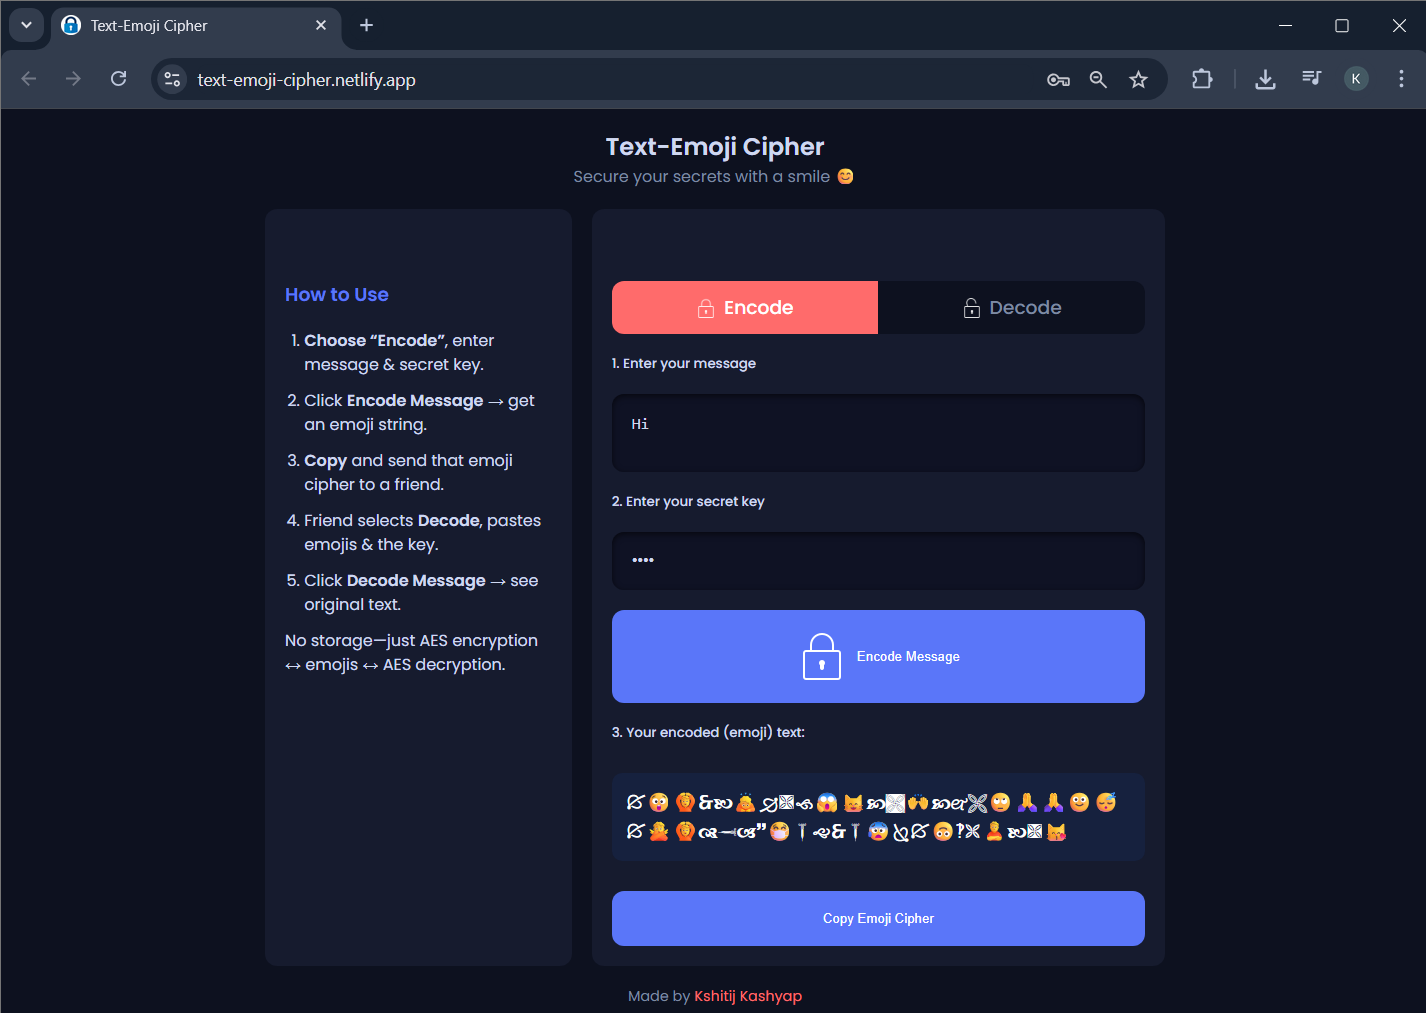 Text-Emoji Cipher
text-emoji-cipher.netlify.app
K
Text-Emoji Cipher
Secure your secrets with a smile 😊
How to Use
1. Choose “Encode”, enter
message & secret key.
2. Click Encode Message → get
an emoji string.
3. Copy and send that emoji
cipher to a friend.
4. Friend selects Decode, pastes
emojis & the key.
5. Click Decode Message → see
original text.
No storage—just AES encryption
↔ emojis ↔ AES decryption.
Encode
Decode
1. Enter your message
Hi
2. Enter your secret key
••••
Encode Message
3. Your encoded (emoji) text:
Copy Emoji Cipher
Made by Kshitij Kashyap